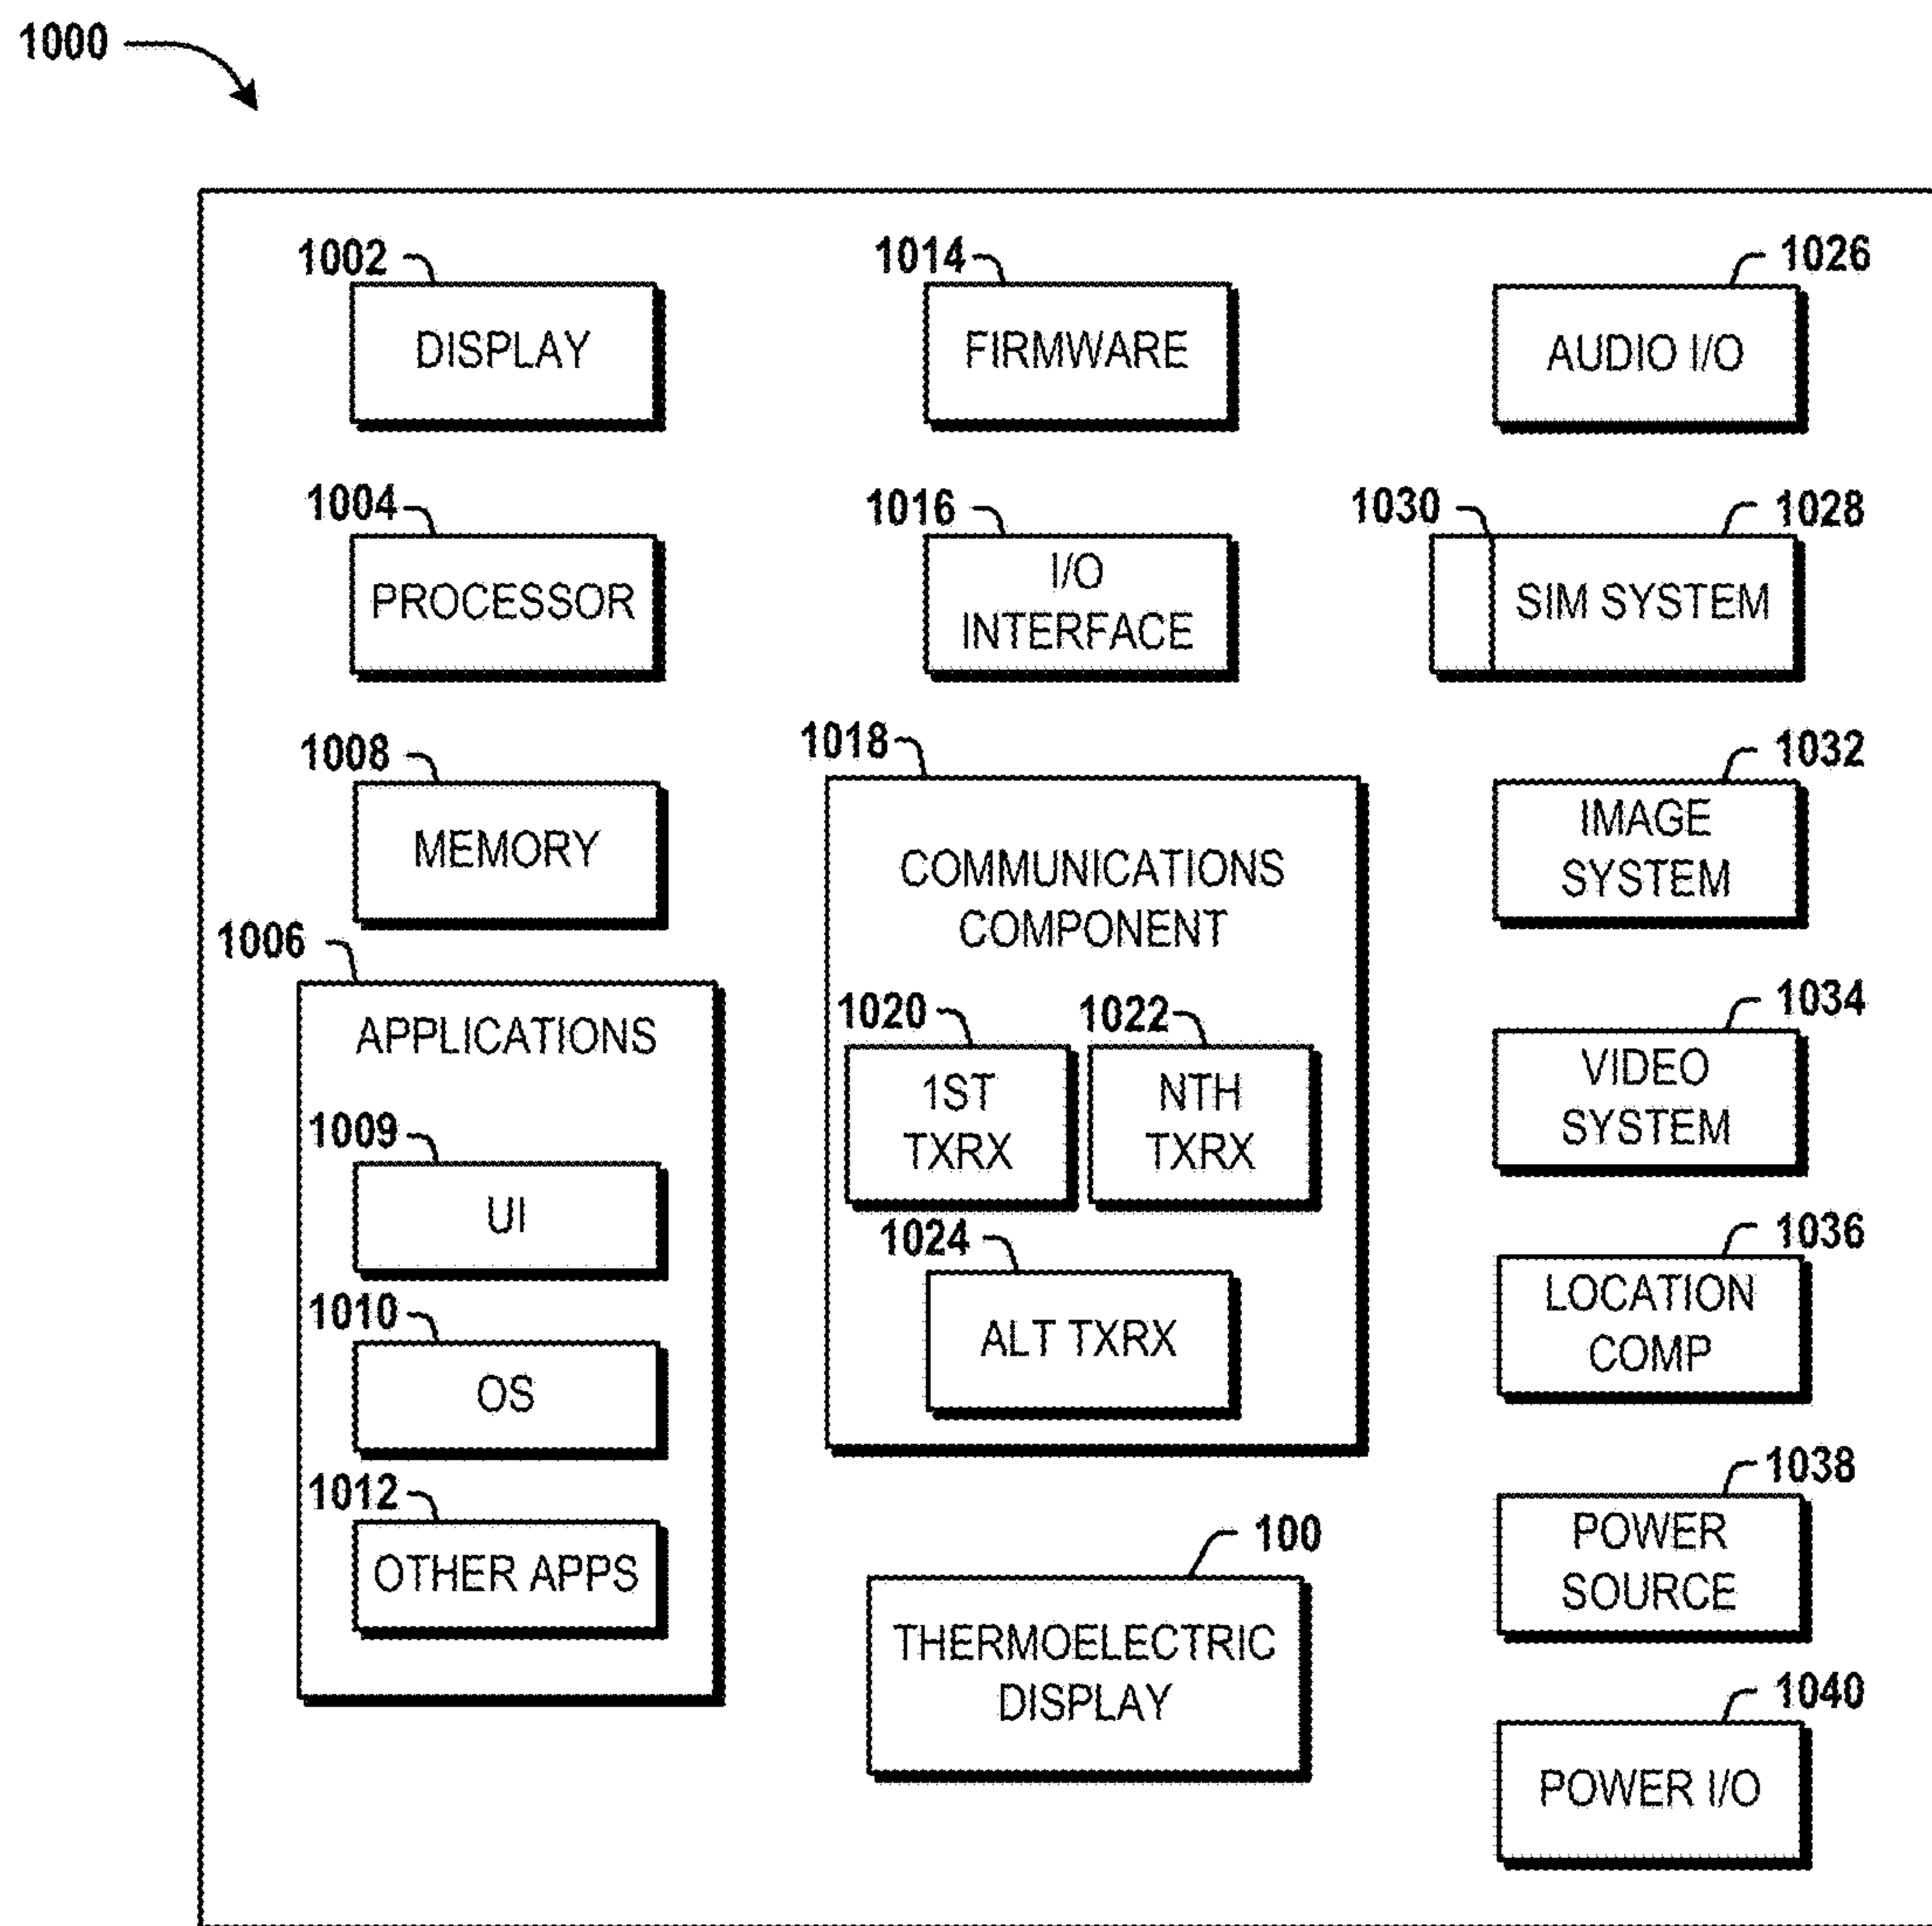 1000
1002
DISPLAY
1004
PROCESSOR
1008
MEMORY
1006
APPLICATIONS
1009
UI
1010
OS
1012
OTHER APPS
1014
FIRMWARE
1016
I/O
INTERFACE
1018
COMMUNICATIONS
COMPONENT
1020
1ST
TXRX
1022
NTH
TXRX
1024
ALT TXRX
100
THERMOELECTRIC
DISPLAY
1026
AUDIO I/O
1030
1028
SIM SYSTEM
1032
IMAGE
SYSTEM
1034
VIDEO
SYSTEM
1036
LOCATION
COMP
1038
POWER
SOURCE
1040
POWER I/O